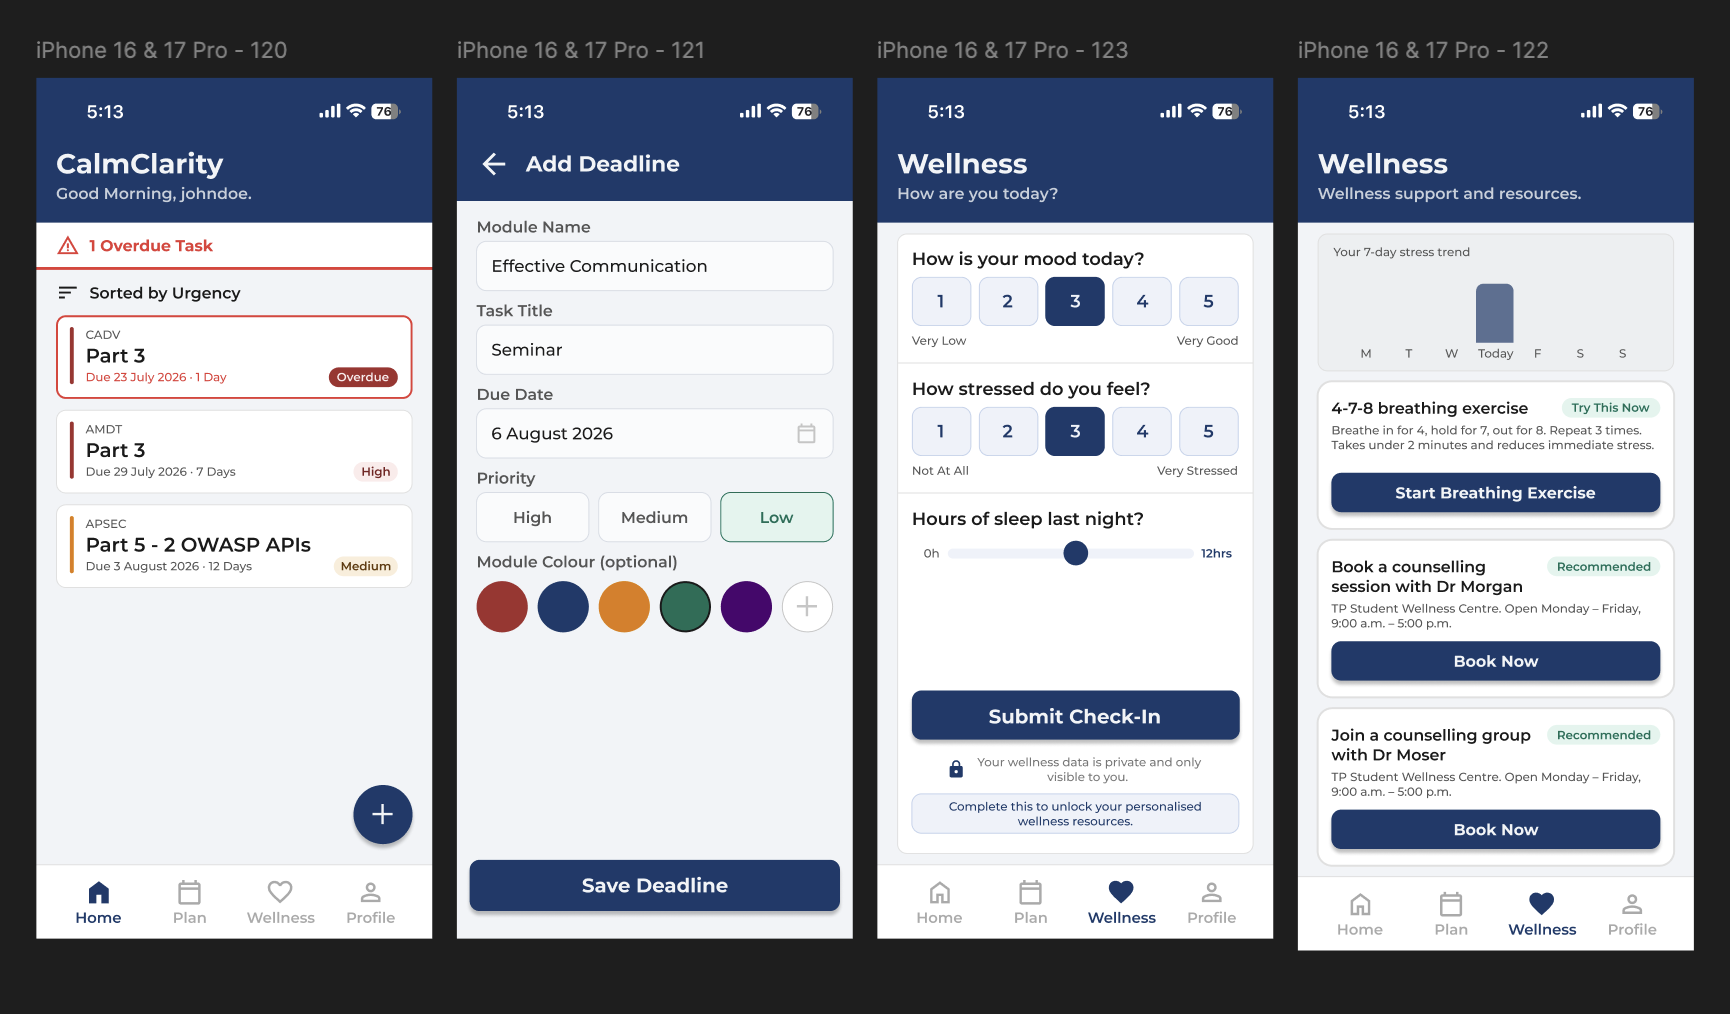 iPhone 16 & 17 Pro - 120
5:13
76
CalmClarity
Good Morning, johndoe.
1 Overdue Task
Sorted by Urgency
CADV
Part 3
Due 23 July 2026 · 1 Day
Overdue
AMDT
Part 3
Due 29 July 2026 · 7 Days
High
APSEC
Part 5 - 2 OWASP APIs
Due 3 August 2026 · 12 Days
Medium
Home
Plan
Wellness
Profile
iPhone 16 & 17 Pro - 121
5:13
76
Add Deadline
Module Name
Effective Communication
Task Title
Seminar
Due Date
6 August 2026
Priority
High
Medium
Low
Module Colour (optional)
Save Deadline
iPhone 16 & 17 Pro - 123
5:13
76
Wellness
How are you today?
How is your mood today?
1
2
3
4
5
Very Low
Very Good
How stressed do you feel?
1
2
3
4
5
Not At All
Very Stressed
Hours of sleep last night?
0h
12hrs
Submit Check-In
Your wellness data is private and only
visible to you.
Complete this to unlock your personalised
wellness resources.
Home
Plan
Wellness
Profile
iPhone 16 & 17 Pro - 122
5:13
76
Wellness
Wellness support and resources.
Your 7-day stress trend
M
T
W
Today
F
S
S
4-7-8 breathing exercise
Try This Now
Breathe in for 4, hold for 7, out for 8. Repeat 3 times.
Takes under 2 minutes and reduces immediate stress.
Start Breathing Exercise
Book a counselling
session with Dr Morgan
Recommended
TP Student Wellness Centre. Open Monday – Friday,
9:00 a.m. – 5:00 p.m.
Book Now
Join a counselling group
with Dr Moser
Recommended
TP Student Wellness Centre. Open Monday – Friday,
9:00 a.m. – 5:00 p.m.
Book Now
Home
Plan
Wellness
Profile